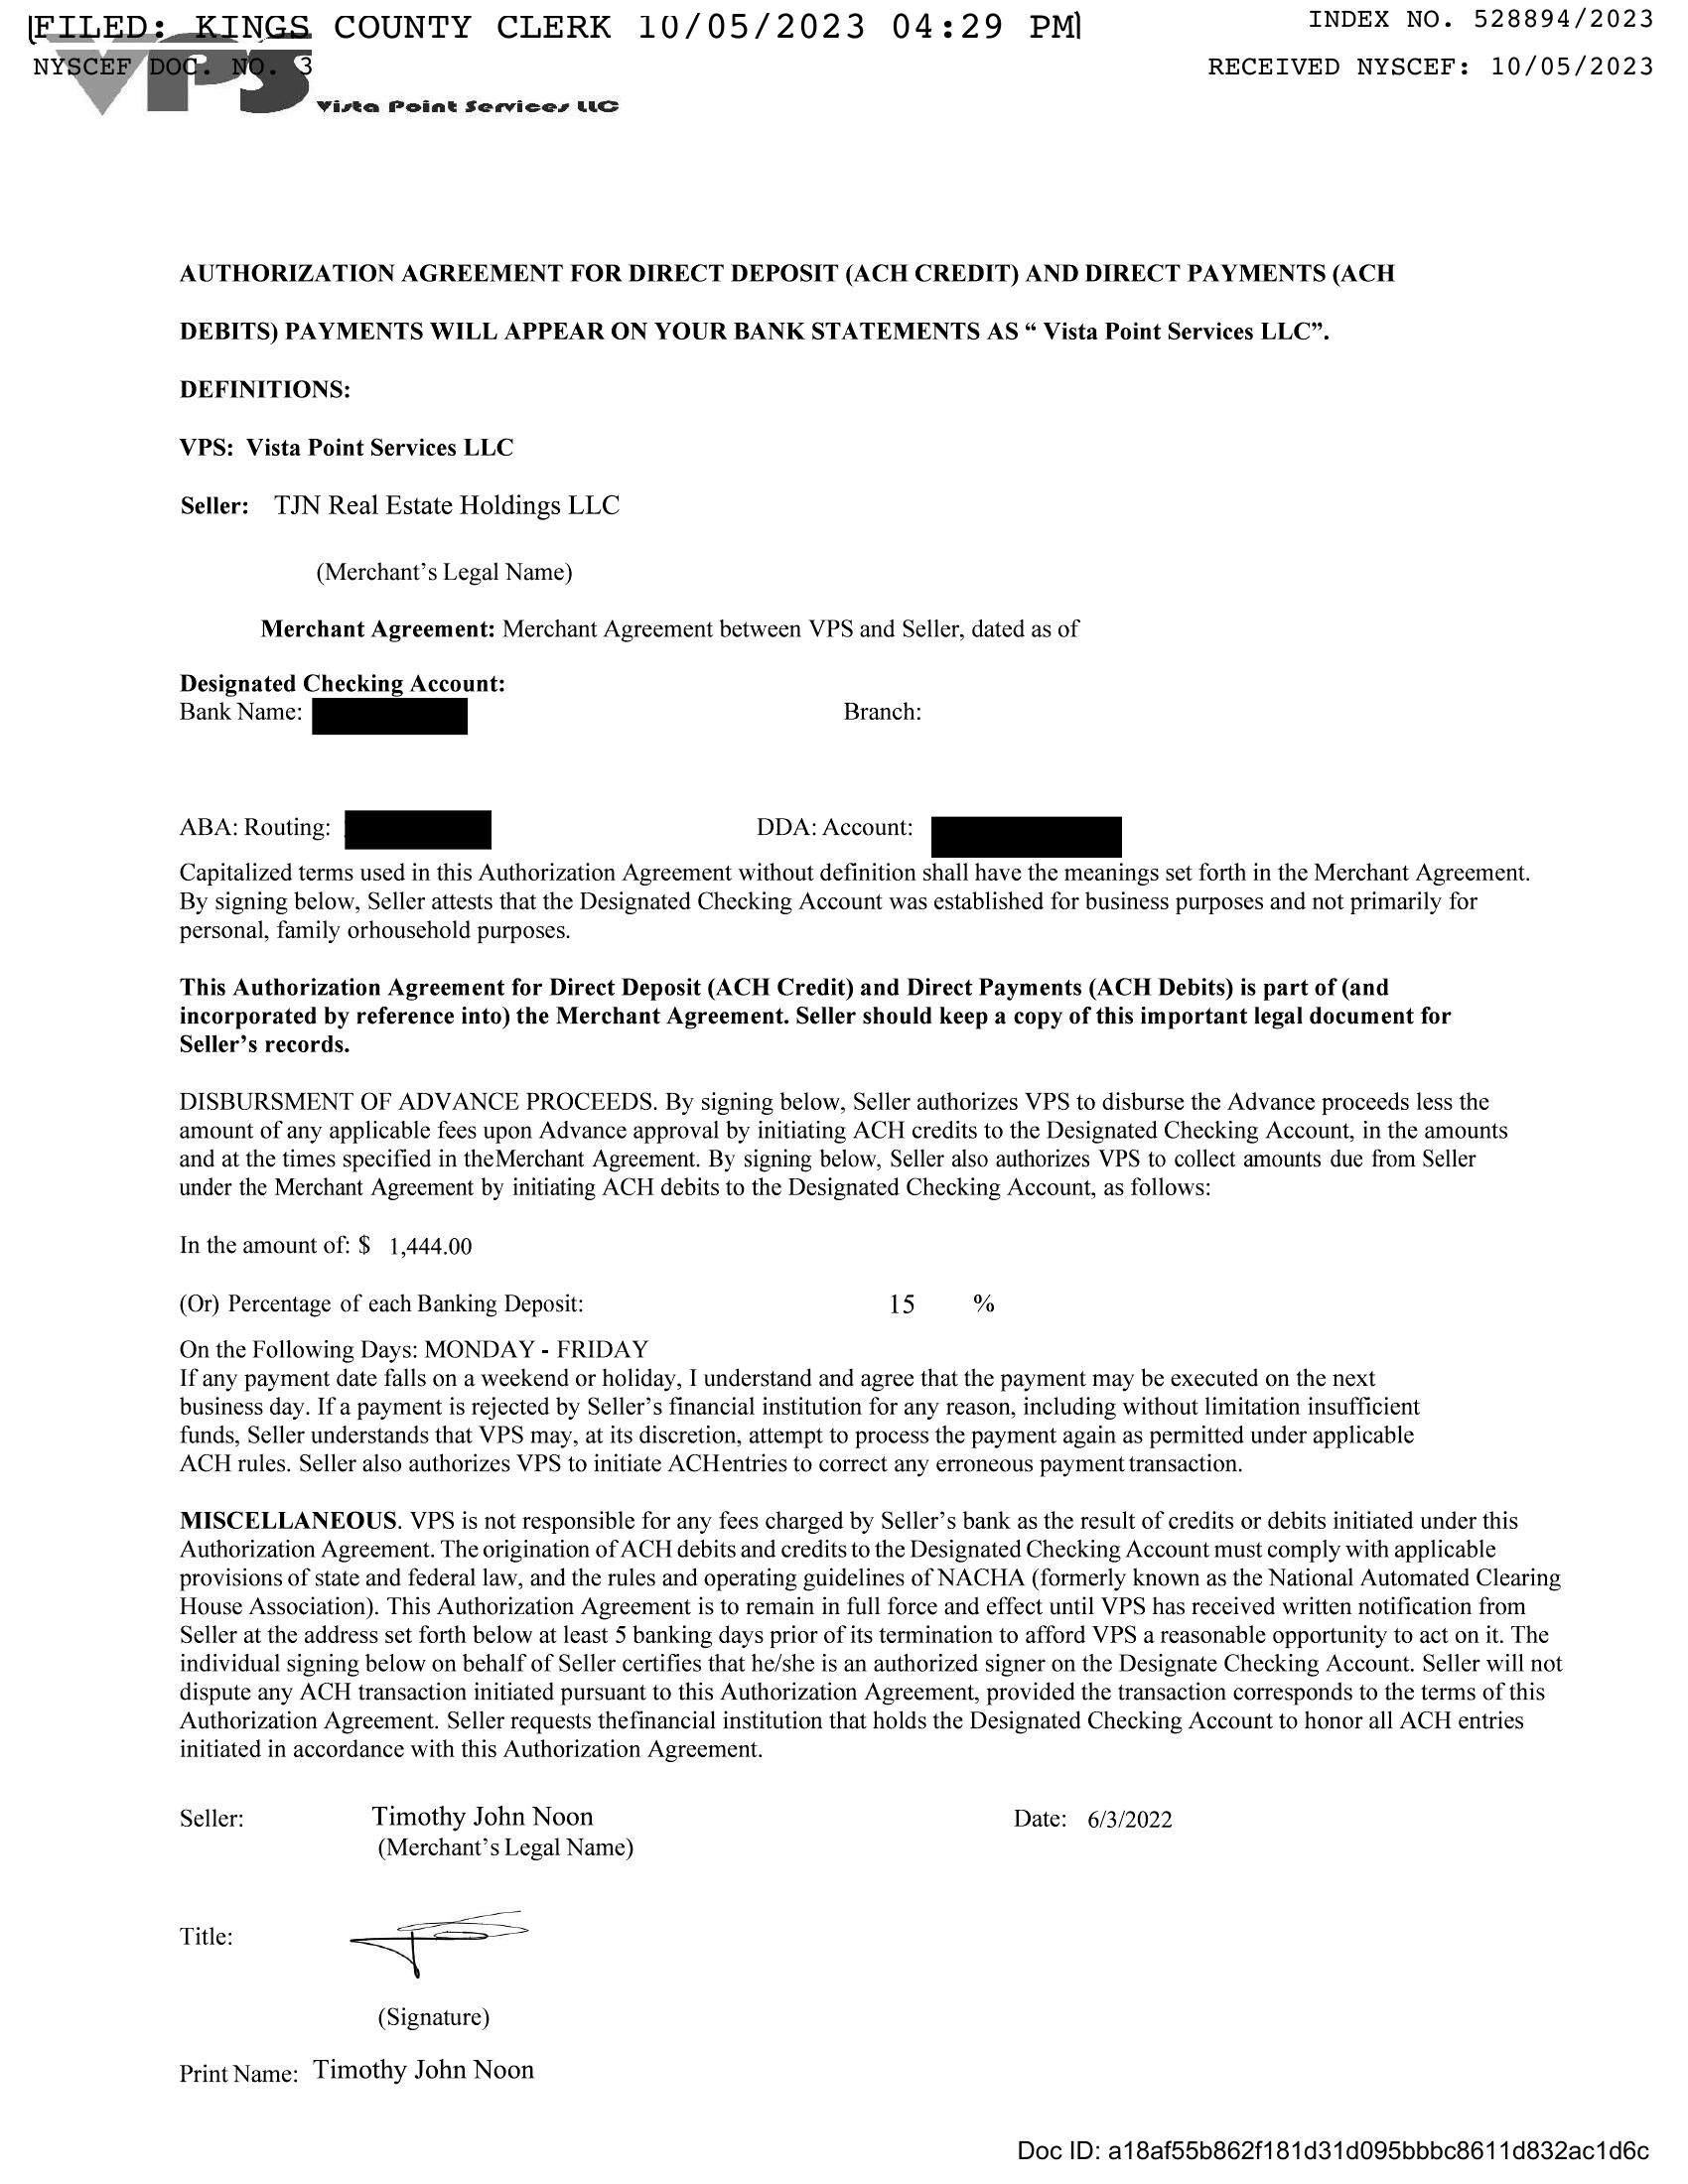 FILED: KINGS COUNTY CLERK 10/05/2023 04:29 PM
INDEX NO. 528894/2023
NYSCEF DOC. NO. 3
RECEIVED NYSCEF: 10/05/2023
VPS
Vista Point Services LLC
AUTHORIZATION AGREEMENT FOR DIRECT DEPOSIT (ACH CREDIT) AND DIRECT PAYMENTS (ACH
DEBITS) PAYMENTS WILL APPEAR ON YOUR BANK STATEMENTS AS “ Vista Point Services LLC”.
DEFINITIONS:
VPS: Vista Point Services LLC
Seller: TJN Real Estate Holdings LLC
(Merchant’s Legal Name)
Merchant Agreement: Merchant Agreement between VPS and Seller, dated as of
Designated Checking Account:
Bank Name: Branch:
ABA: Routing: DDA: Account:
Capitalized terms used in this Authorization Agreement without definition shall have the meanings set forth in the Merchant Agreement.
By signing below, Seller attests that the Designated Checking Account was established for business purposes and not primarily for
personal, family orhousehold purposes.
This Authorization Agreement for Direct Deposit (ACH Credit) and Direct Payments (ACH Debits) is part of (and
incorporated by reference into) the Merchant Agreement. Seller should keep a copy of this important legal document for
Seller’s records.
DISBURSMENT OF ADVANCE PROCEEDS. By signing below, Seller authorizes VPS to disburse the Advance proceeds less the
amount of any applicable fees upon Advance approval by initiating ACH credits to the Designated Checking Account, in the amounts
and at the times specified in theMerchant Agreement. By signing below, Seller also authorizes VPS to collect amounts due from Seller
under the Merchant Agreement by initiating ACH debits to the Designated Checking Account, as follows:
In the amount of: $ 1,444.00
(Or) Percentage of each Banking Deposit: 15 %
On the Following Days: MONDAY - FRIDAY
If any payment date falls on a weekend or holiday, I understand and agree that the payment may be executed on the next
business day. If a payment is rejected by Seller’s financial institution for any reason, including without limitation insufficient
funds, Seller understands that VPS may, at its discretion, attempt to process the payment again as permitted under applicable
ACH rules. Seller also authorizes VPS to initiate ACHentries to correct any erroneous payment transaction.
MISCELLANEOUS. VPS is not responsible for any fees charged by Seller’s bank as the result of credits or debits initiated under this
Authorization Agreement. The origination of ACH debits and credits to the Designated Checking Account must comply with applicable
provisions of state and federal law, and the rules and operating guidelines of NACHA (formerly known as the National Automated Clearing
House Association). This Authorization Agreement is to remain in full force and effect until VPS has received written notification from
Seller at the address set forth below at least 5 banking days prior of its termination to afford VPS a reasonable opportunity to act on it. The
individual signing below on behalf of Seller certifies that he/she is an authorized signer on the Designate Checking Account. Seller will not
dispute any ACH transaction initiated pursuant to this Authorization Agreement, provided the transaction corresponds to the terms of this
Authorization Agreement. Seller requests thefinancial institution that holds the Designated Checking Account to honor all ACH entries
initiated in accordance with this Authorization Agreement.
Seller: Timothy John Noon Date: 6/3/2022
(Merchant’s Legal Name)
Title:
(Signature)
Print Name: Timothy John Noon
Doc ID: a18af55b862f181d31d095bbbc8611d832ac1d6c